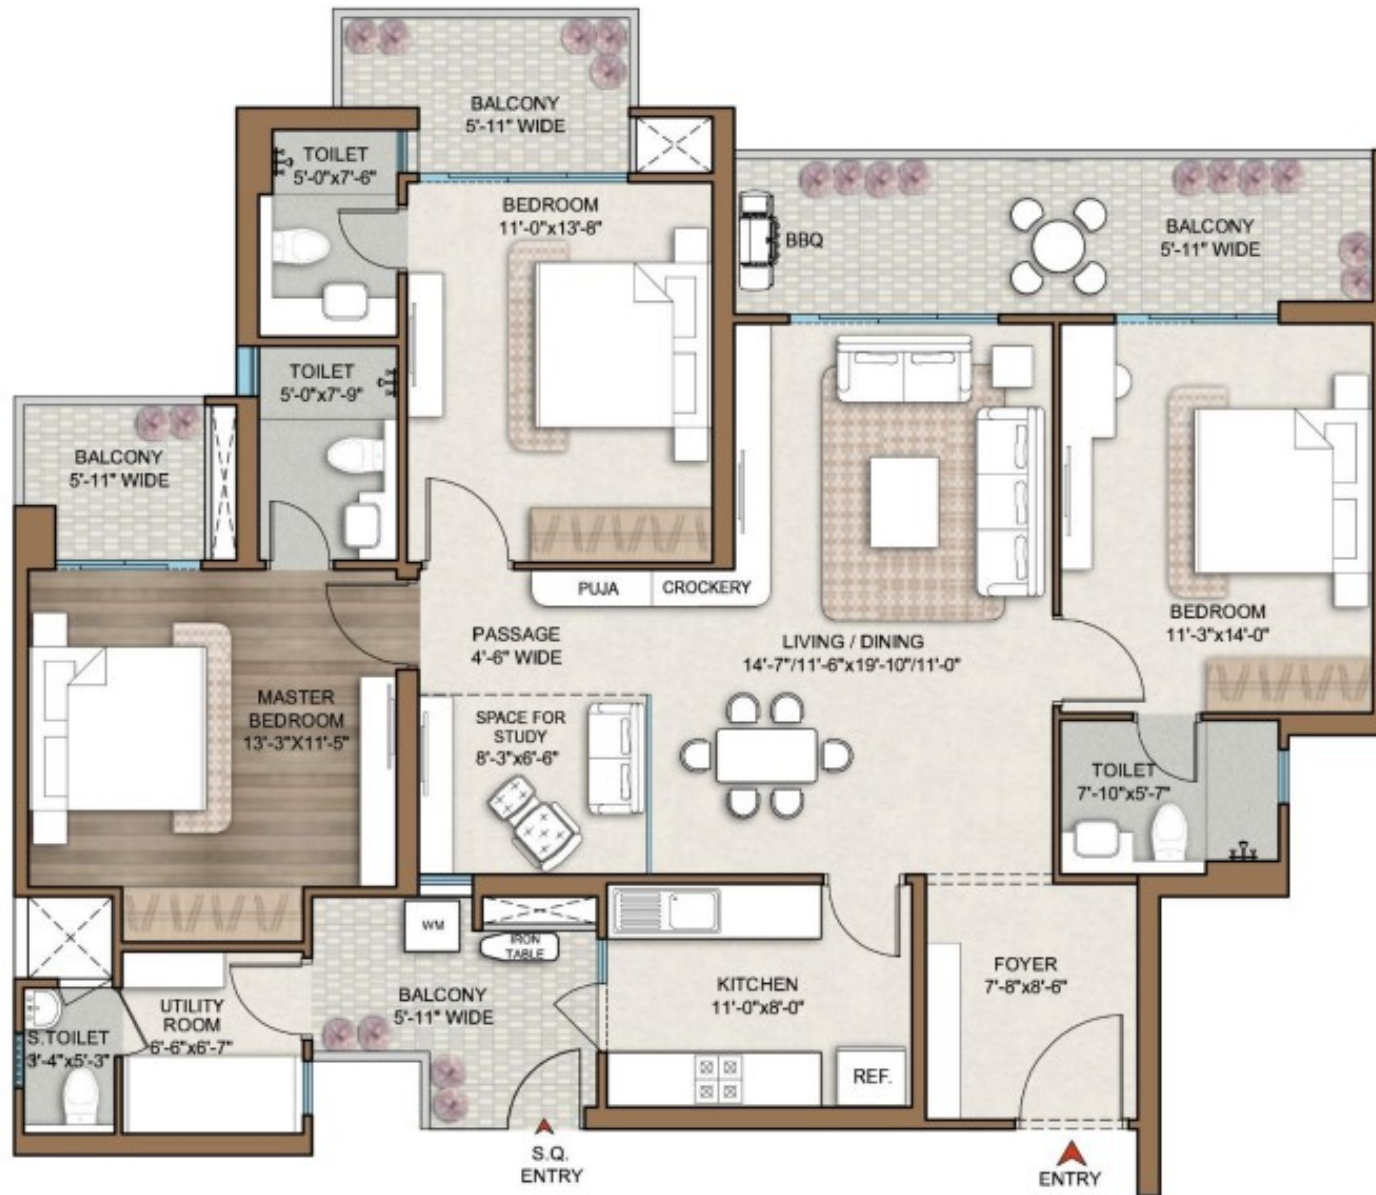 BALCONY
5'-11" WIDE
TOILET
5'-0"x7'-6"
BEDROOM
11'-0"x13'-8"
BBQ
BALCONY
5'-11" WIDE
TOILET
5'-0"x7'-9"
BALCONY
5'-11" WIDE
PUJA
CROCKERY
PASSAGE
4'-6" WIDE
LIVING / DINING
14'-7"/11'-6"x19'-10"/11'-0"
BEDROOM
11'-3"x14'-0"
MASTER
BEDROOM
13'-3"X11'-5"
SPACE FOR
STUDY
8'-3"x6'-6"
TOILET
7'-10"x5'-7"
WM
IRON
TABLE
KITCHEN
11'-0"x8'-0"
FOYER
7'-8"x8'-6"
BALCONY
5'-11" WIDE
UTILITY
ROOM
6'-6"x6'-7"
S.TOILET
3'-4"x5'-3"
REF.
S.Q.
ENTRY
ENTRY